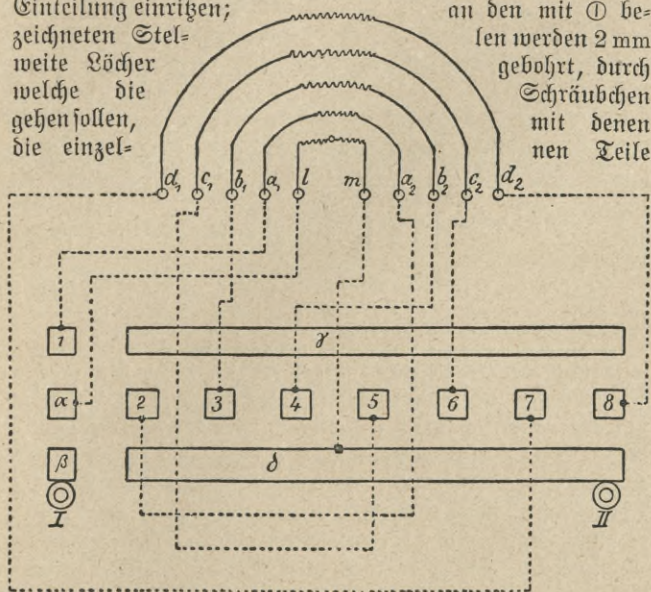 Einteilung einritzen;
zeichneten Stel=
weite Löcher
welche die
gehen sollen,
die einzel=
an den mit ① be=
len werden 2 mm
gebohrt, durch
Schräubchen
mit denen
nen Teile
d₁ c₁ b₁ a₁ l m a₂ b₂ c₂ d₂
1 γ
α 2 3 4 5 6 7 8
β δ
I II